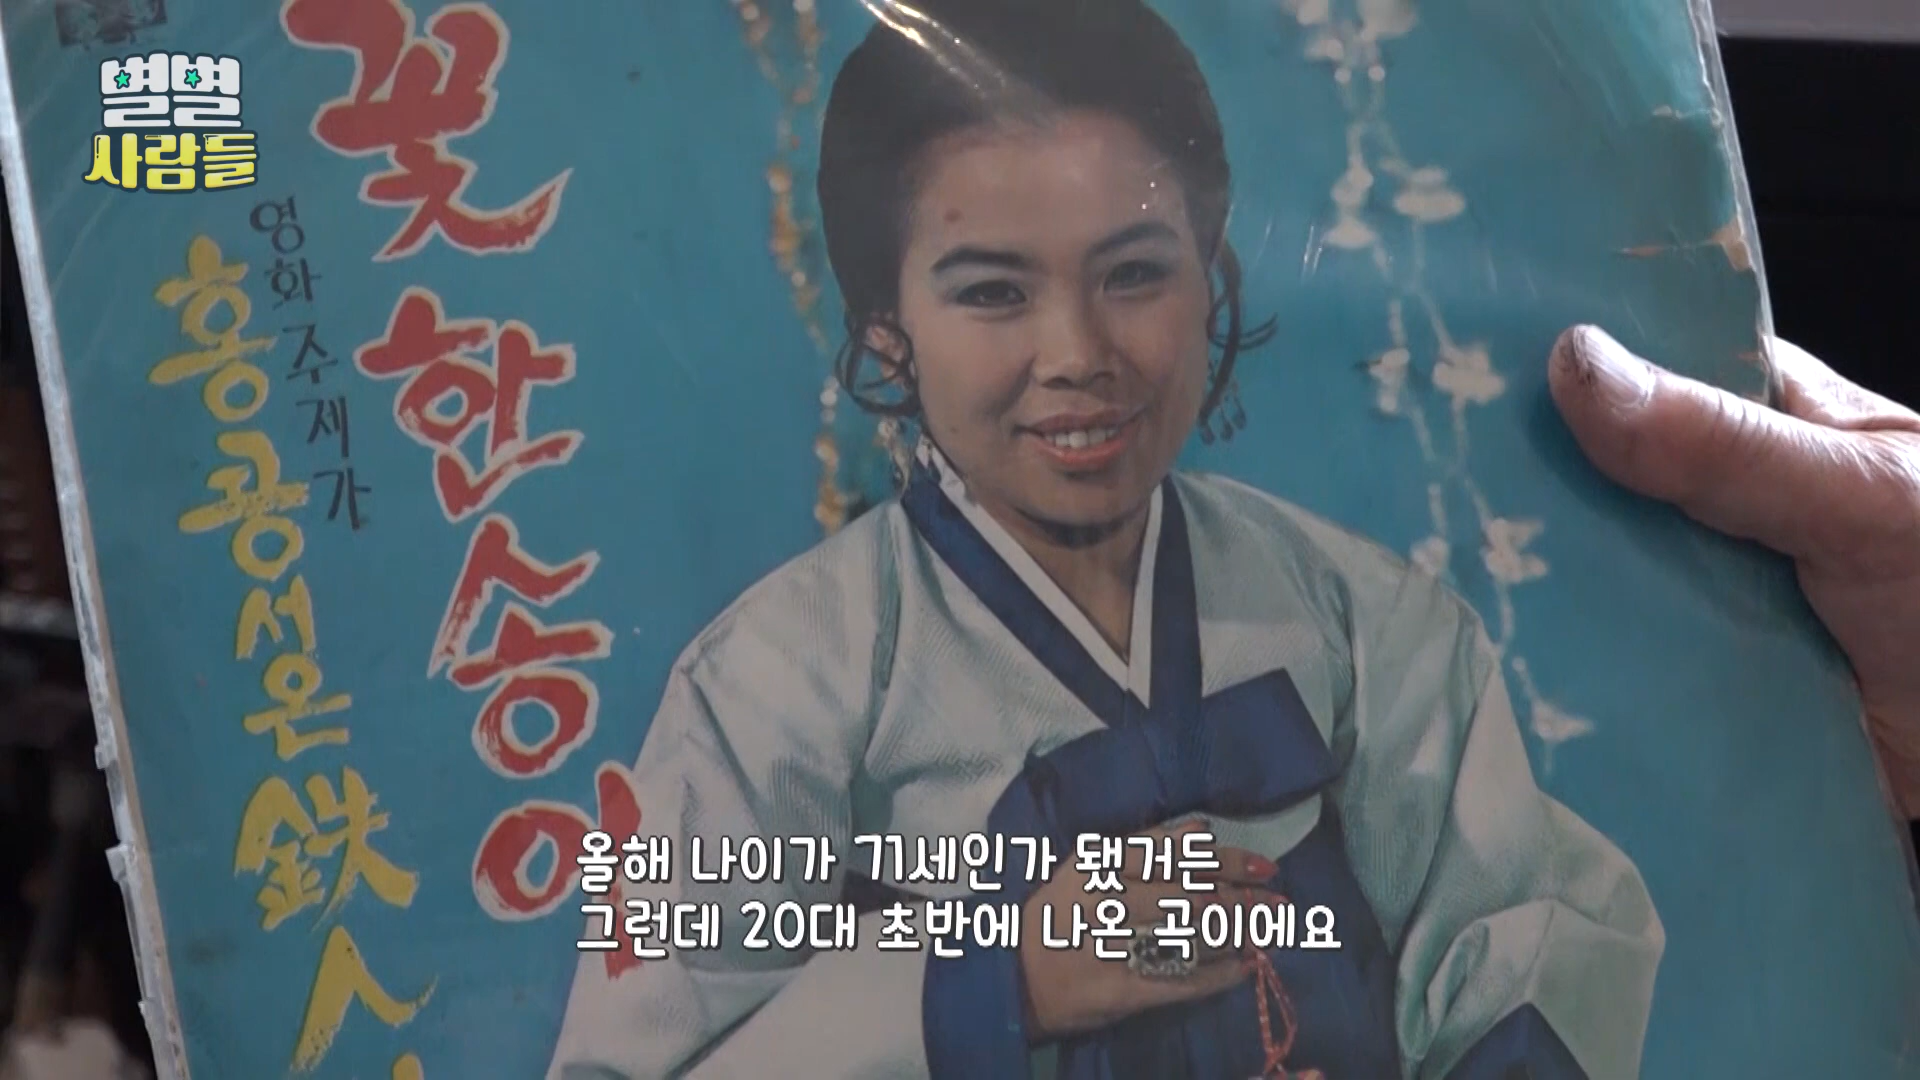 별별
사람들
꽃 한 송이
영화주제가
홍콩서온鉄人
올해 나이가 71세인가 됐거든
그런데 20대 초반에 나온 곡이에요